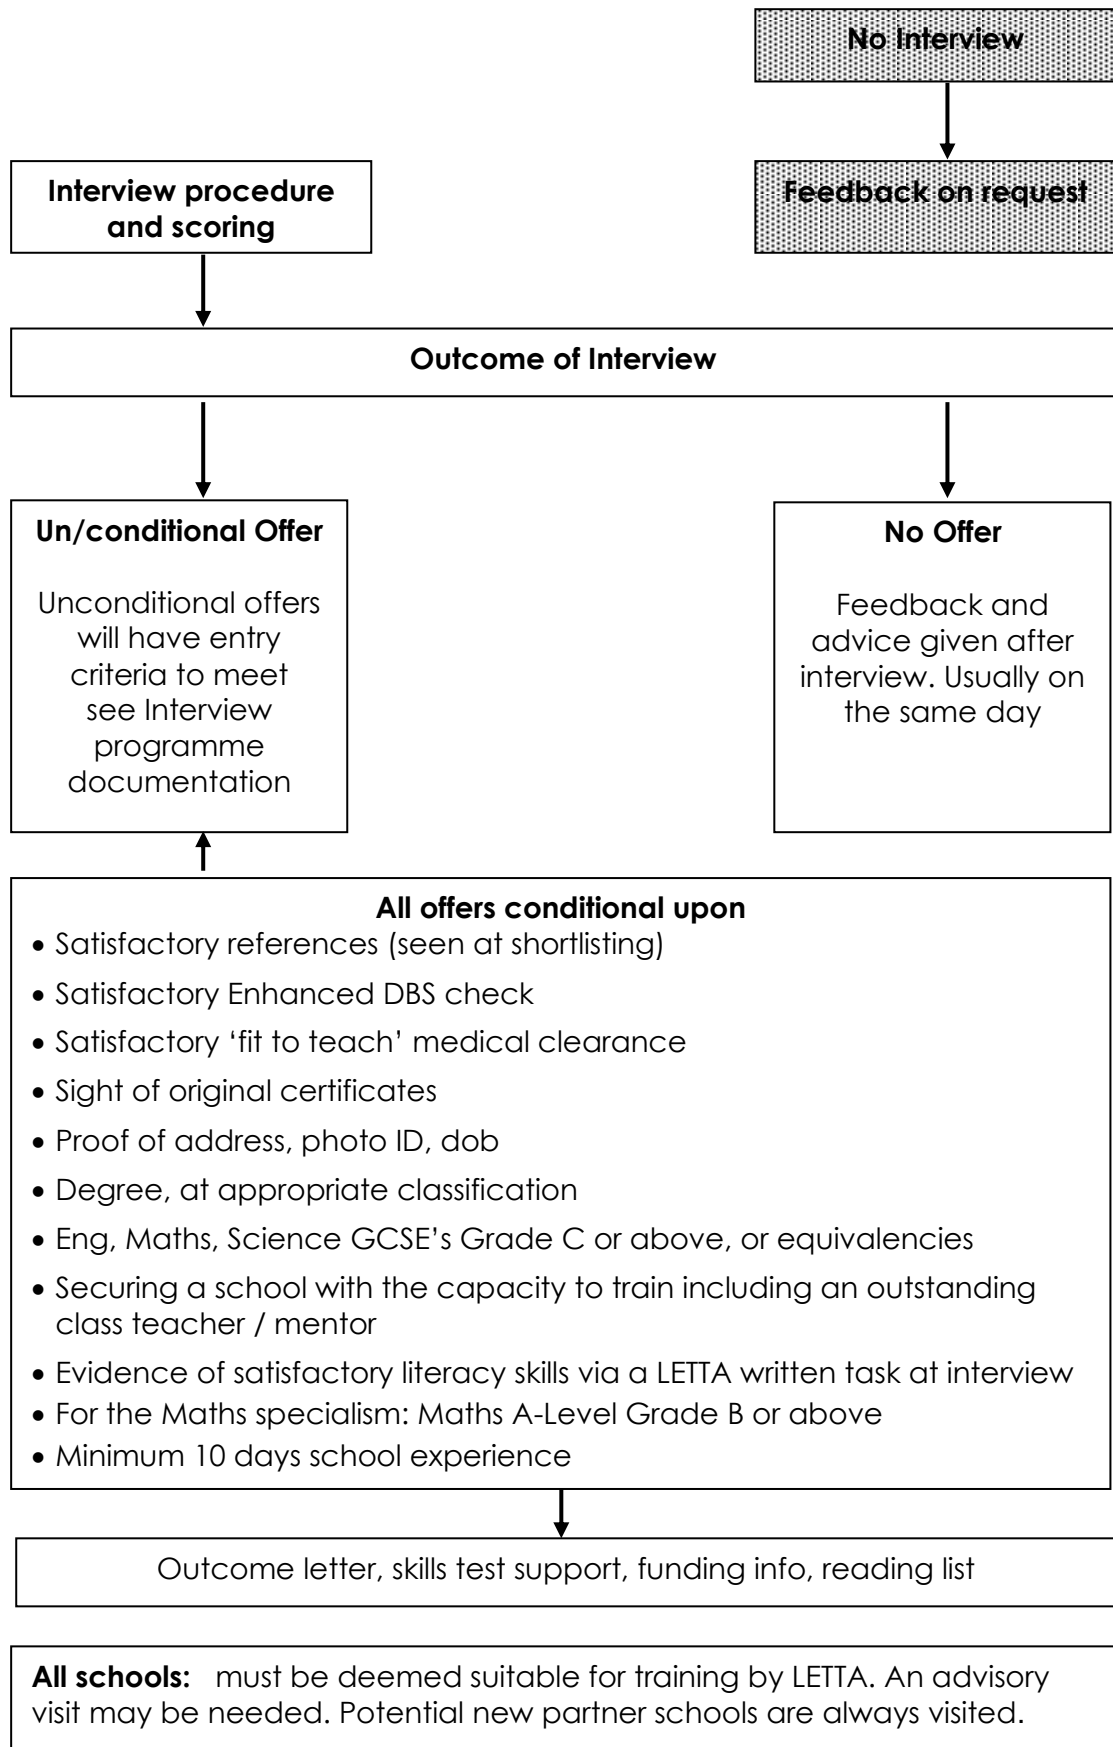 No Interview
Interview procedure
and scoring
Feedback on request
Outcome of Interview
Un/conditional Offer
Unconditional offers
will have entry
criteria to meet
see Interview
programme
documentation
No Offer
Feedback and
advice given after
interview. Usually on
the same day
All offers conditional upon
• Satisfactory references (seen at shortlisting)
• Satisfactory Enhanced DBS check
• Satisfactory ‘fit to teach’ medical clearance
• Sight of original certificates
• Proof of address, photo ID, dob
• Degree, at appropriate classification
• Eng, Maths, Science GCSE’s Grade C or above, or equivalencies
• Securing a school with the capacity to train including an outstanding
class teacher / mentor
• Evidence of satisfactory literacy skills via a LETTA written task at interview
• For the Maths specialism: Maths A-Level Grade B or above
• Minimum 10 days school experience
Outcome letter, skills test support, funding info, reading list
All schools: must be deemed suitable for training by LETTA. An advisory
visit may be needed. Potential new partner schools are always visited.